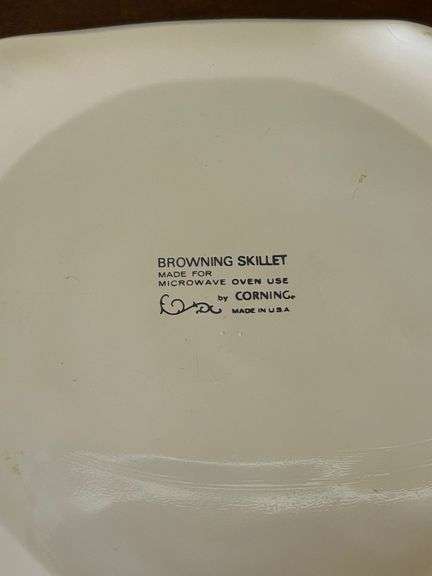 BROWNING SKILLET
MADE FOR
MICROWAVE OVEN USE
by CORNING®
MADE IN U.S.A